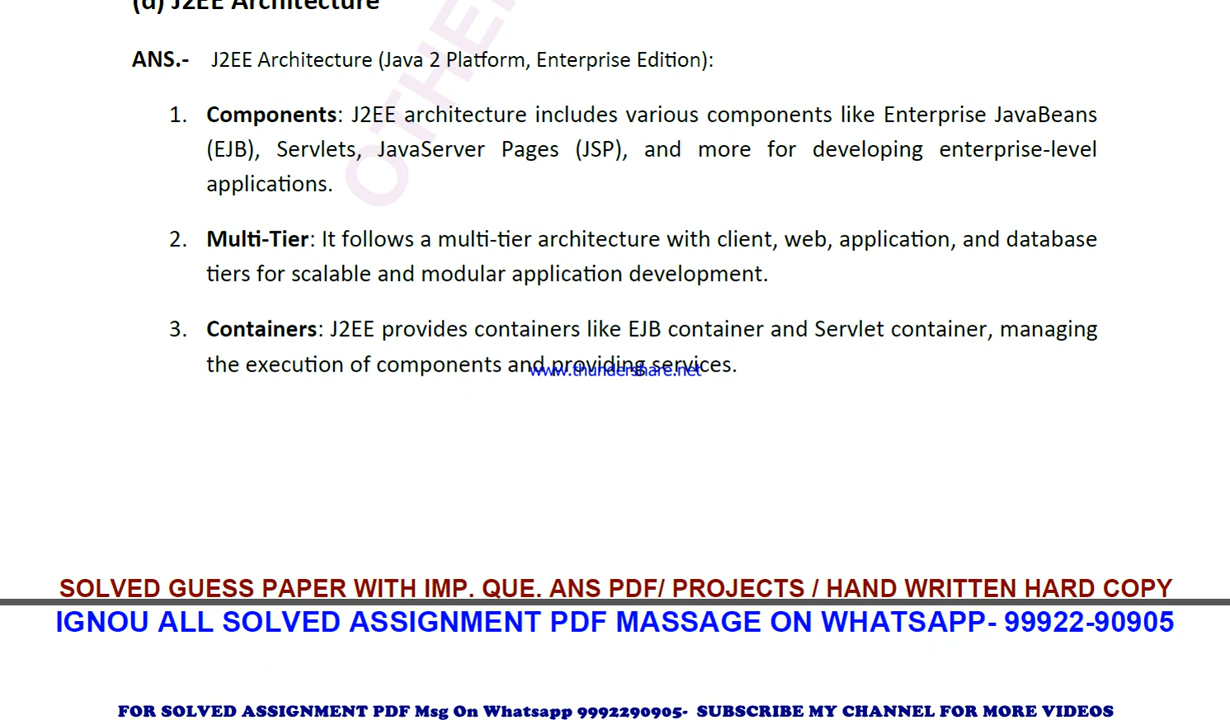 (d) J2EE Architecture
ANS.- J2EE Architecture (Java 2 Platform, Enterprise Edition):
1. Components: J2EE architecture includes various components like Enterprise JavaBeans
(EJB), Servlets, JavaServer Pages (JSP), and more for developing enterprise-level
applications.
2. Multi-Tier: It follows a multi-tier architecture with client, web, application, and database
tiers for scalable and modular application development.
3. Containers: J2EE provides containers like EJB container and Servlet container, managing
the execution of components and providing services.
www.thundershare.net
SOLVED GUESS PAPER WITH IMP. QUE. ANS PDF/ PROJECTS / HAND WRITTEN HARD COPY
IGNOU ALL SOLVED ASSIGNMENT PDF MASSAGE ON WHATSAPP- 99922-90905
FOR SOLVED ASSIGNMENT PDF Msg On Whatsapp 9992290905- SUBSCRIBE MY CHANNEL FOR MORE VIDEOS